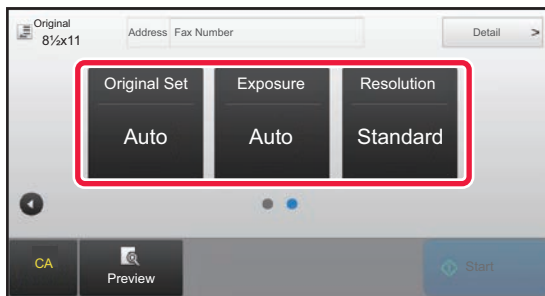 Original
8½x11
Address Fax Number
Detail >
Original Set Exposure Resolution
Auto Auto Standard
CA
Preview
Start